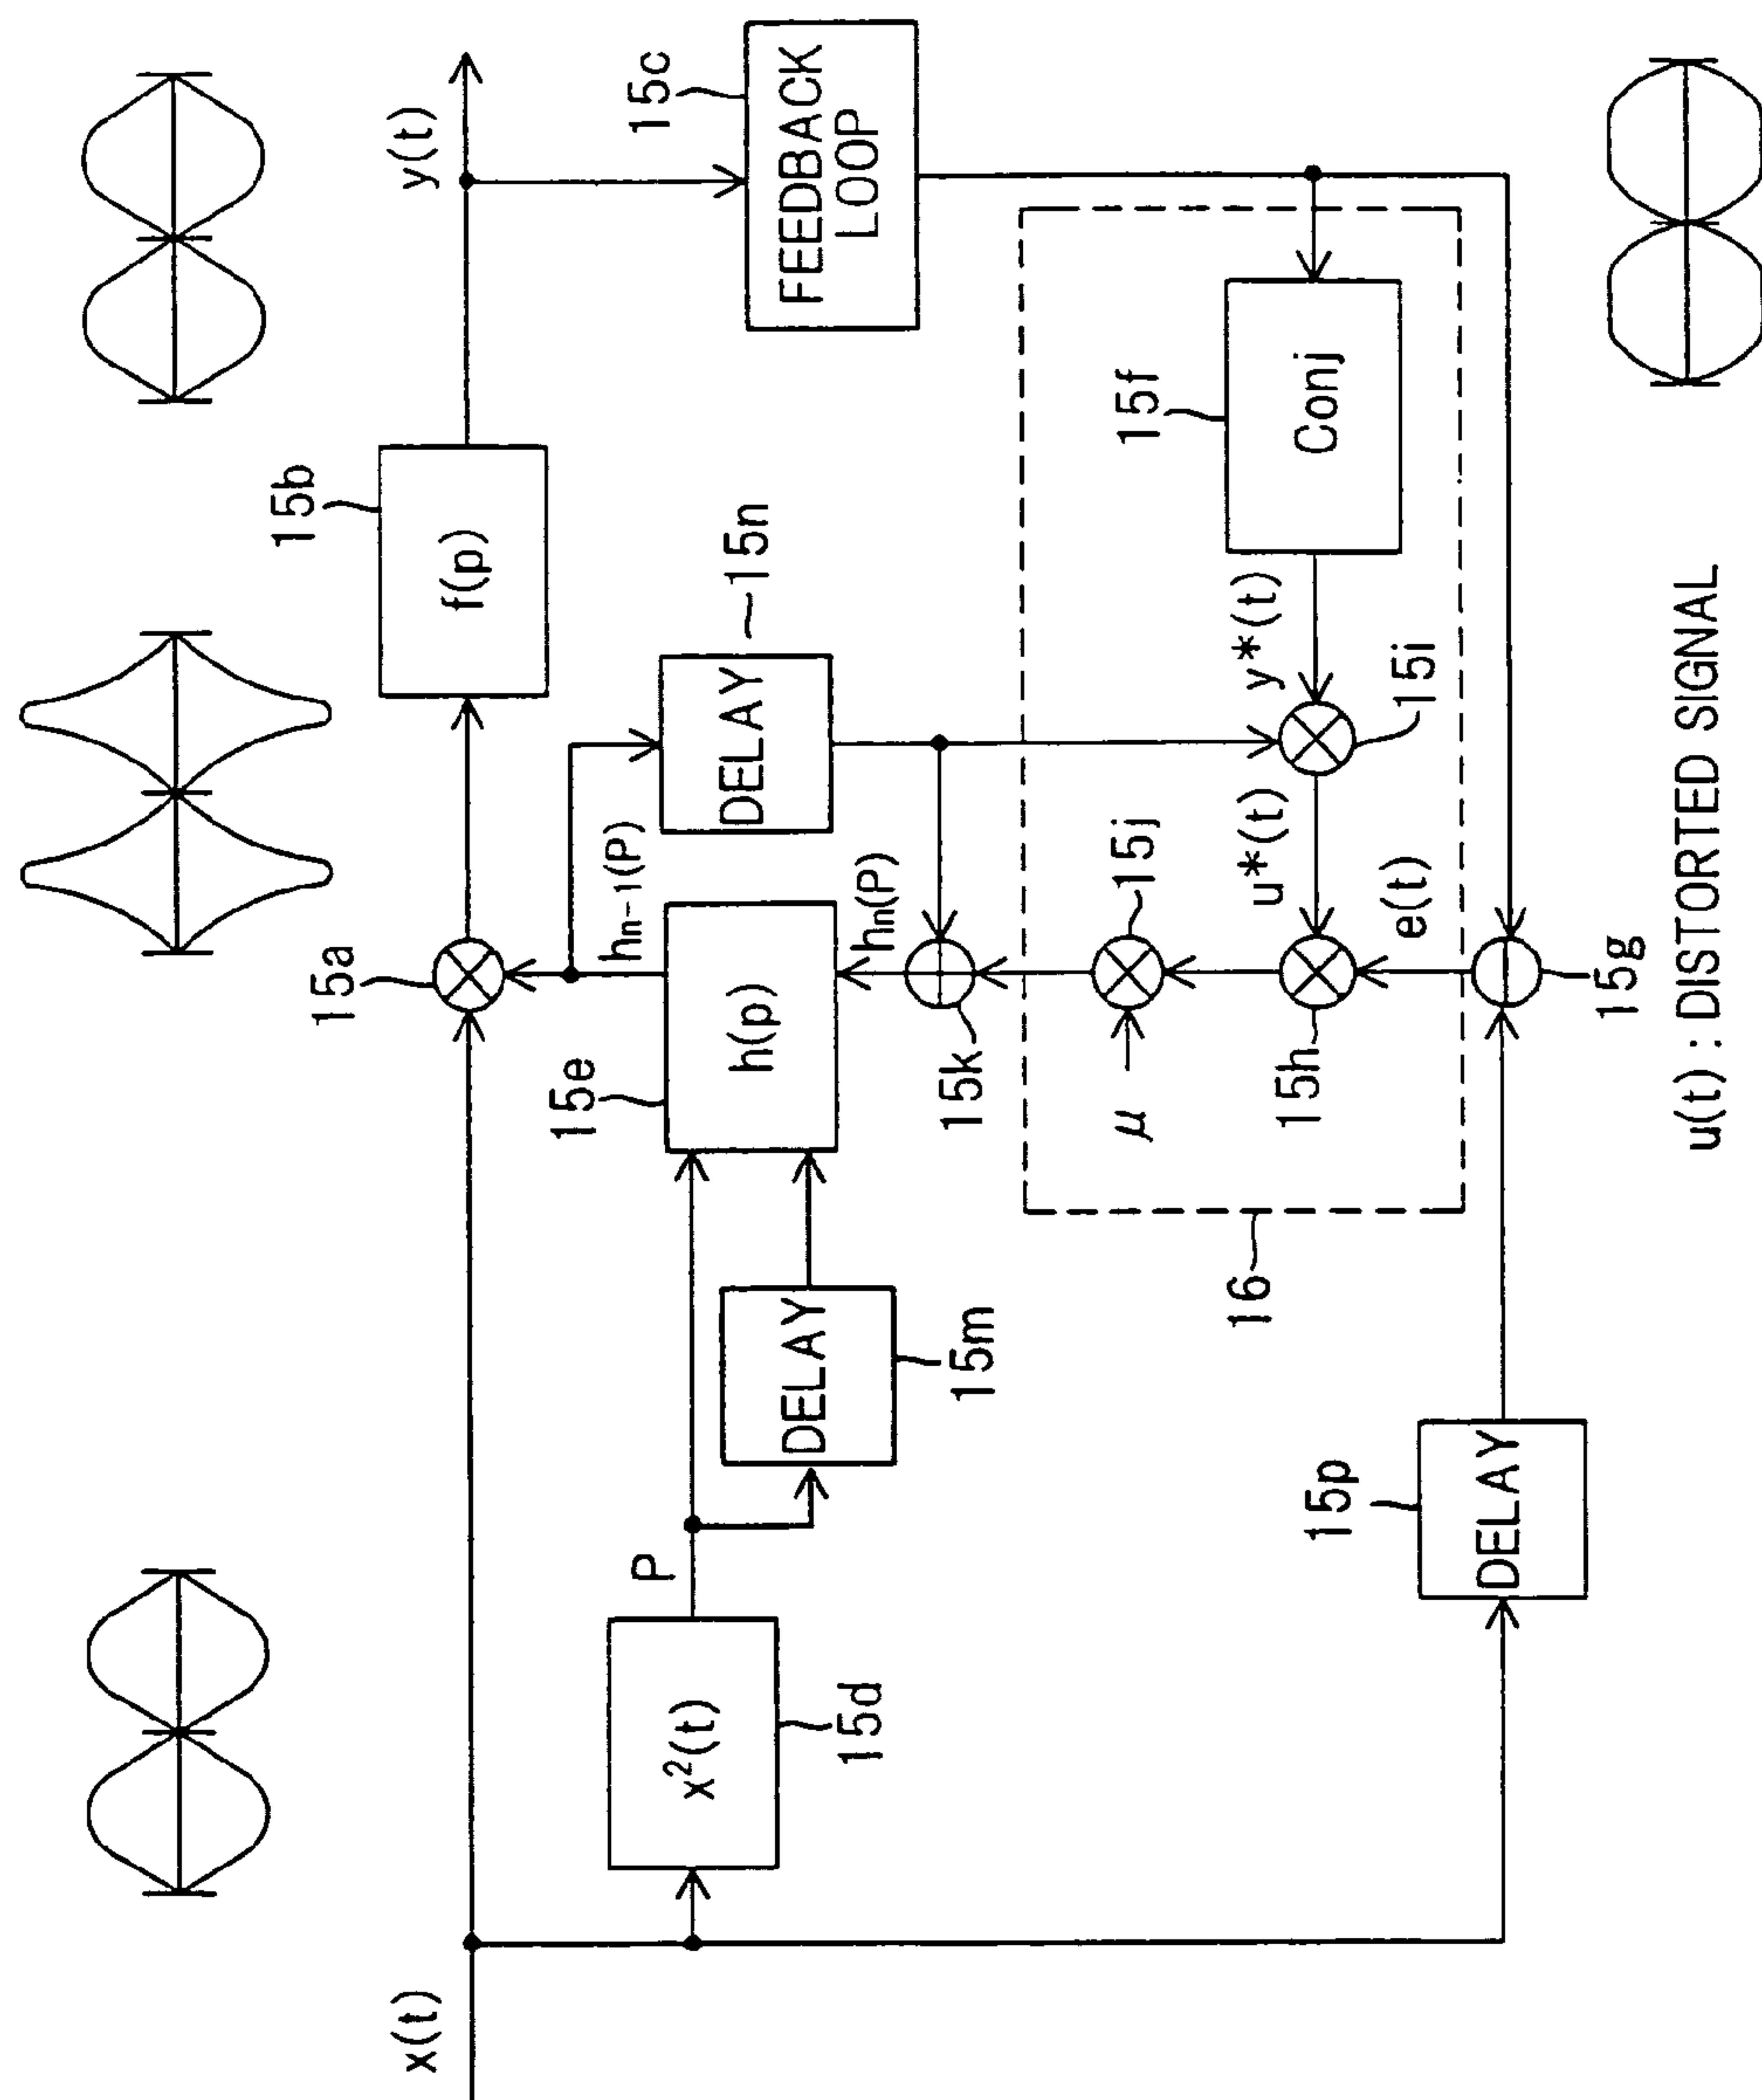 x(t)
15a
15b
f(p)
y(t)
15c
FEEDBACK
LOOP
x²(t)
15d
P
DELAY
15m
15e
h(p)
hn-1(P)
DELAY
15n
hn(P)
15k
μ
15j
15h
u*(t)
e(t)
y*(t)
15i
15f
Conj
16
15p
DELAY
15g
u(t) : DISTORTED SIGNAL